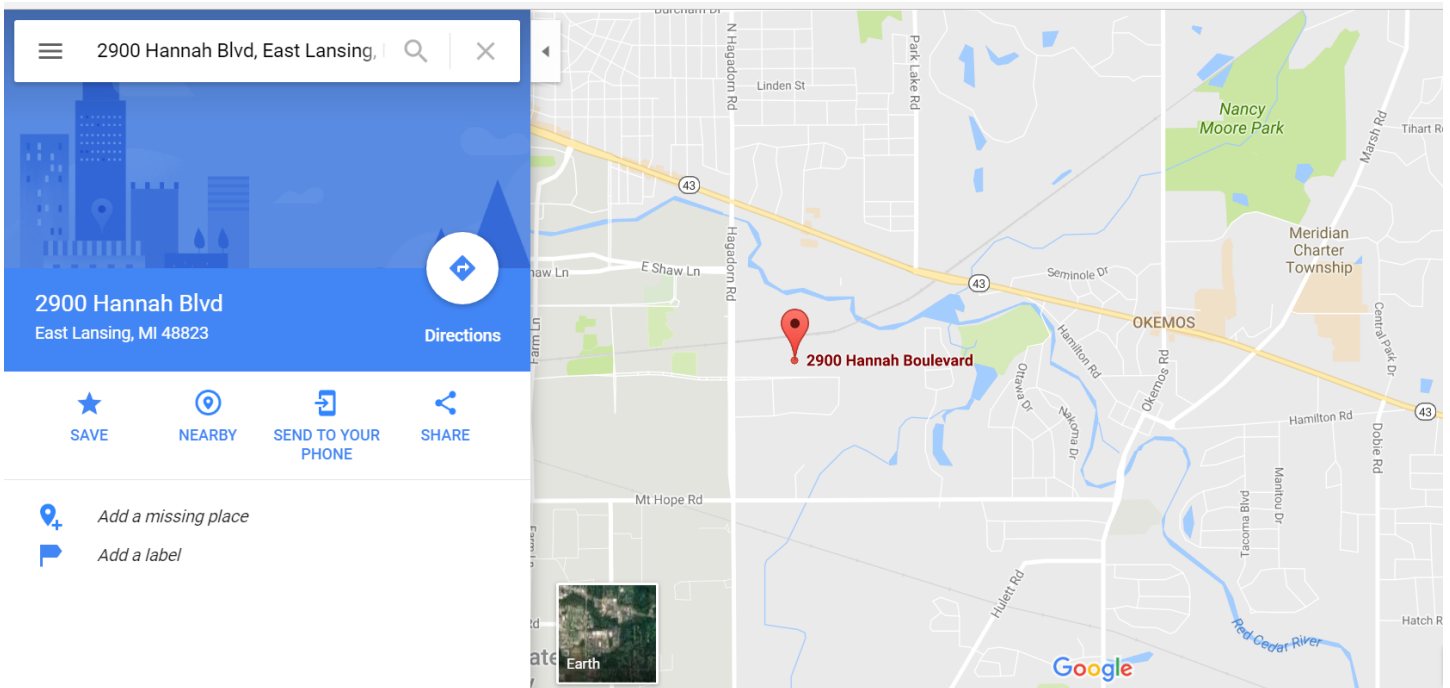 2900 Hannah Blvd, East Lansing,
2900 Hannah Blvd
East Lansing, MI 48823
Directions
SAVE
NEARBY
SEND TO YOUR
PHONE
SHARE
Add a missing place
Add a label
N Hagadorn Rd
Linden St
Park Lake Rd
Nancy
Moore Park
Marsh Rd
43
Meridian
Charter
Township
Hagadorn Rd
E Shaw Ln
Farm Ln
43
Seminole Dr
OKEMOS
Hamilton Rd
Central Park Dr
2900 Hannah Boulevard
Ottawa Dr
Nakoma Dr
Okemos Rd
Hamilton Rd
43
Dobie Rd
Mt Hope Rd
Tacoma Blvd
Manitou Dr
Hulett Rd
Red Cedar River
Earth
Google